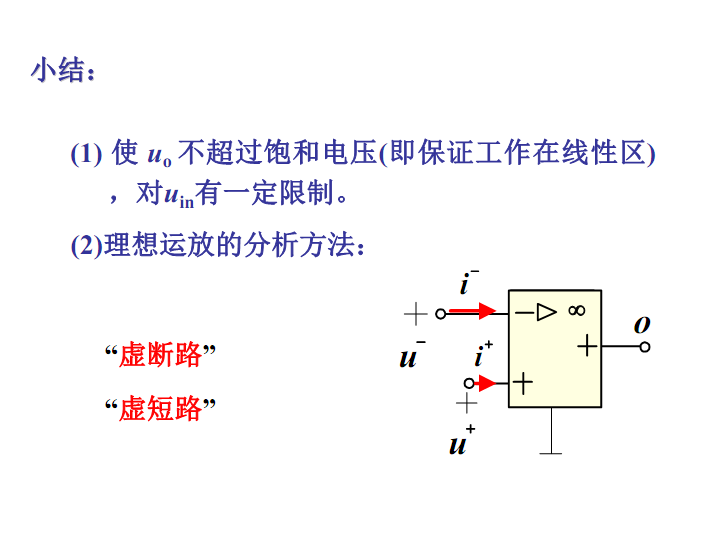 小结：
(1) 使 uo 不超过饱和电压(即保证工作在线性区)
，对uin有一定限制。
(2)理想运放的分析方法：
i−
− ▷ ∞
o
+
u−
i+
“虚断路”
+
+
“虚短路”
u+